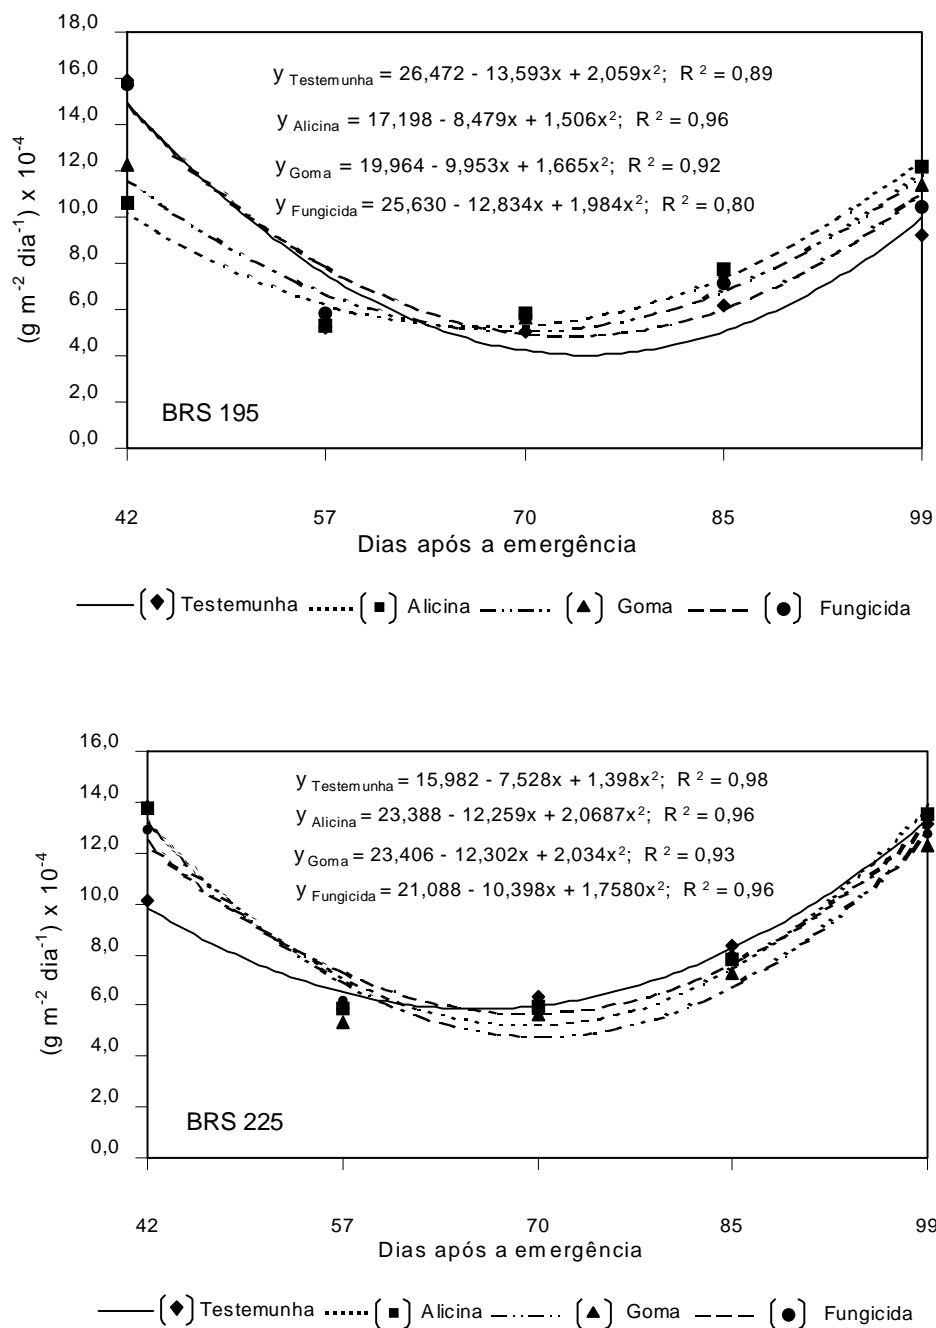 18,0
16,0
14,0
12,0
10,0
8,0
6,0
4,0
2,0
0,0
(g m⁻² dia⁻¹) x 10⁻⁴
y Testemunha = 26,472 - 13,593x + 2,059x²; R² = 0,89
y Alicina = 17,198 - 8,479x + 1,506x²; R² = 0,96
y Goma = 19,964 - 9,953x + 1,665x²; R² = 0,92
y Fungicida = 25,630 - 12,834x + 1,984x²; R² = 0,80
BRS 195
42 57 70 85 99
Dias após a emergência
Testemunha Alicina Goma Fungicida
16,0
14,0
12,0
10,0
8,0
6,0
4,0
2,0
0,0
(g m⁻² dia⁻¹) x 10⁻⁴
y Testemunha = 15,982 - 7,528x + 1,398x²; R² = 0,98
y Alicina = 23,388 - 12,259x + 2,0687x²; R² = 0,96
y Goma = 23,406 - 12,302x + 2,034x²; R² = 0,93
y Fungicida = 21,088 - 10,398x + 1,7580x²; R² = 0,96
BRS 225
42 57 70 85 99
Dias após a emergência
Testemunha Alicina Goma Fungicida